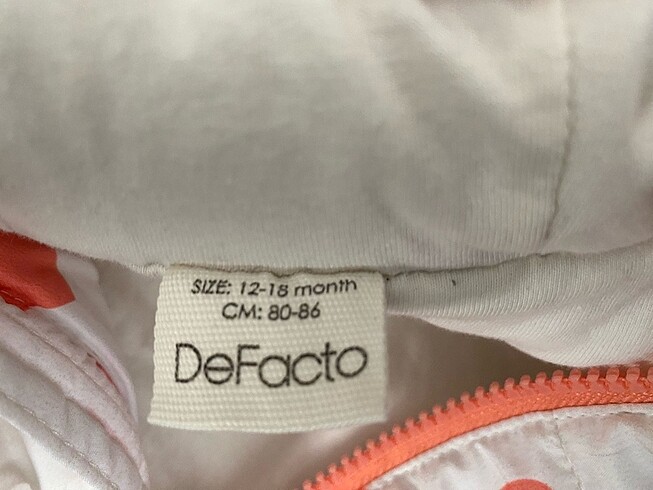 SIZE: 12-18 month
CM: 80-86
DeFacto